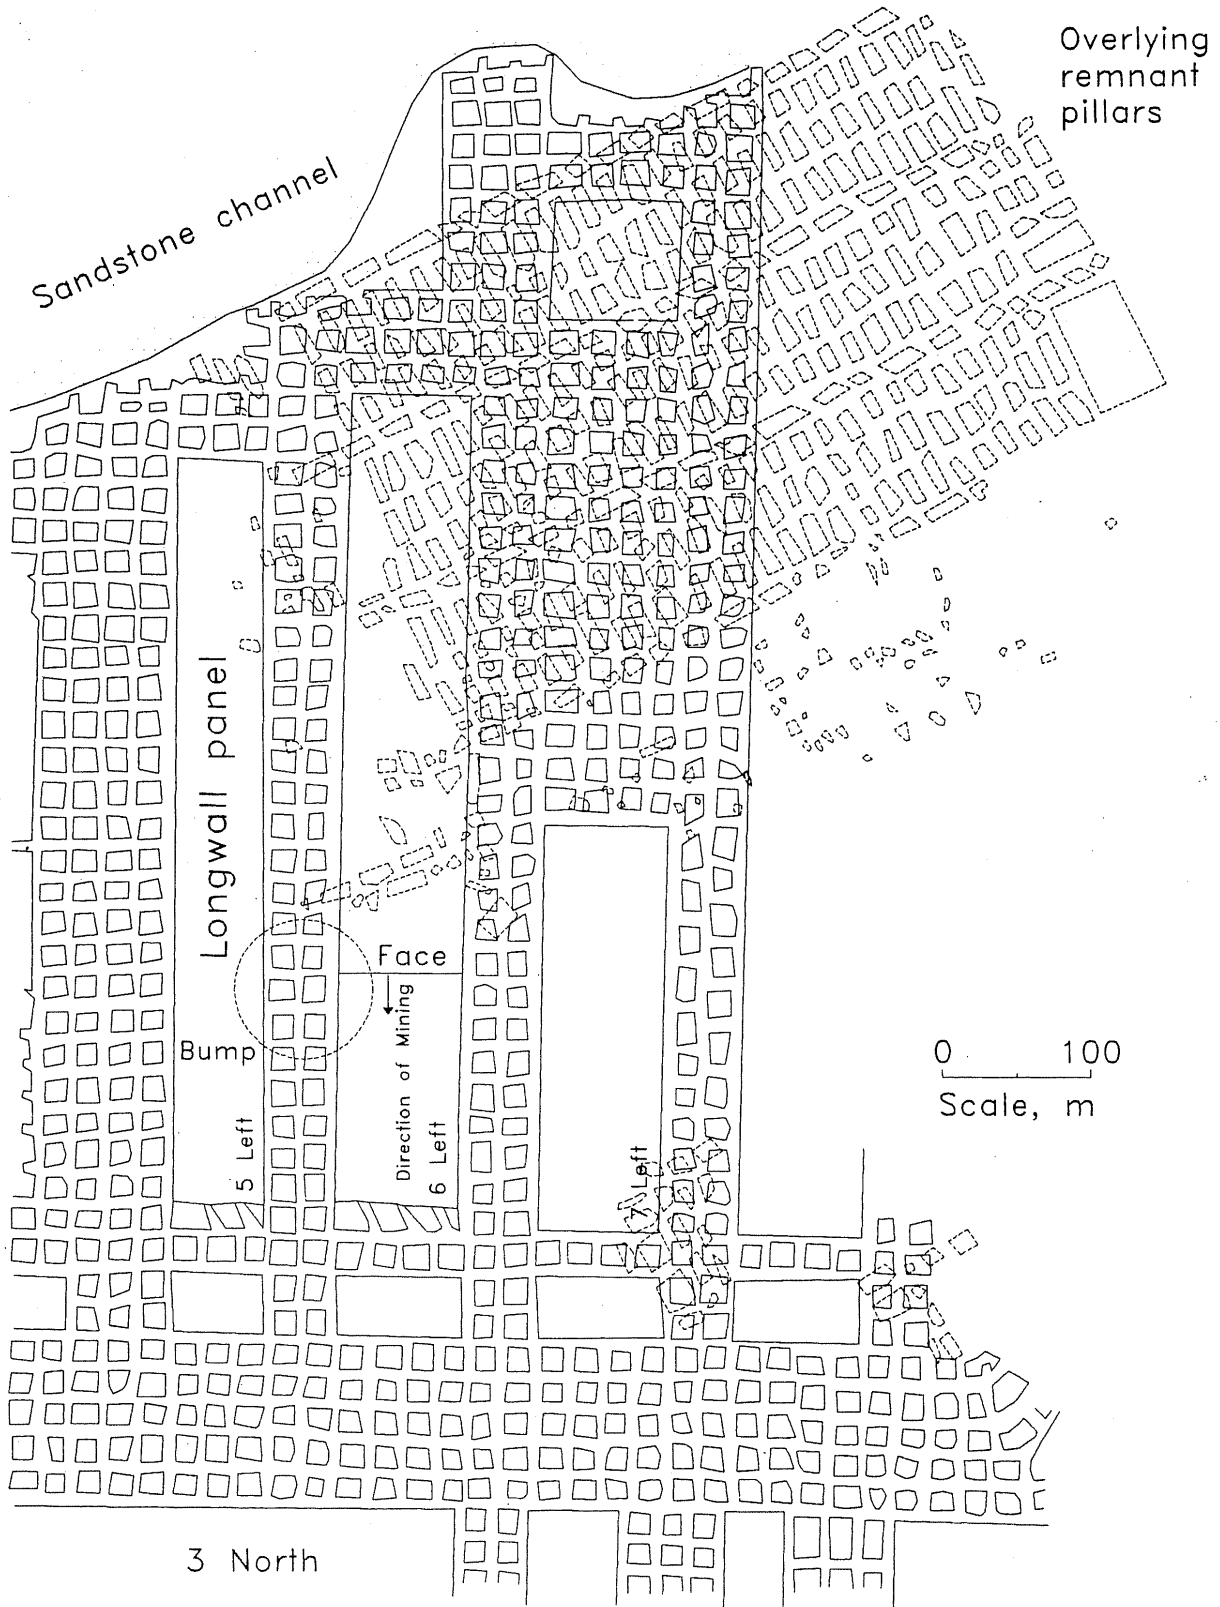 Overlying
remnant
pillars
Sandstone channel
Longwall panel
Face
Direction of Mining
Bump
5 Left
6 Left
7 Left
0 100
Scale, m
3 North